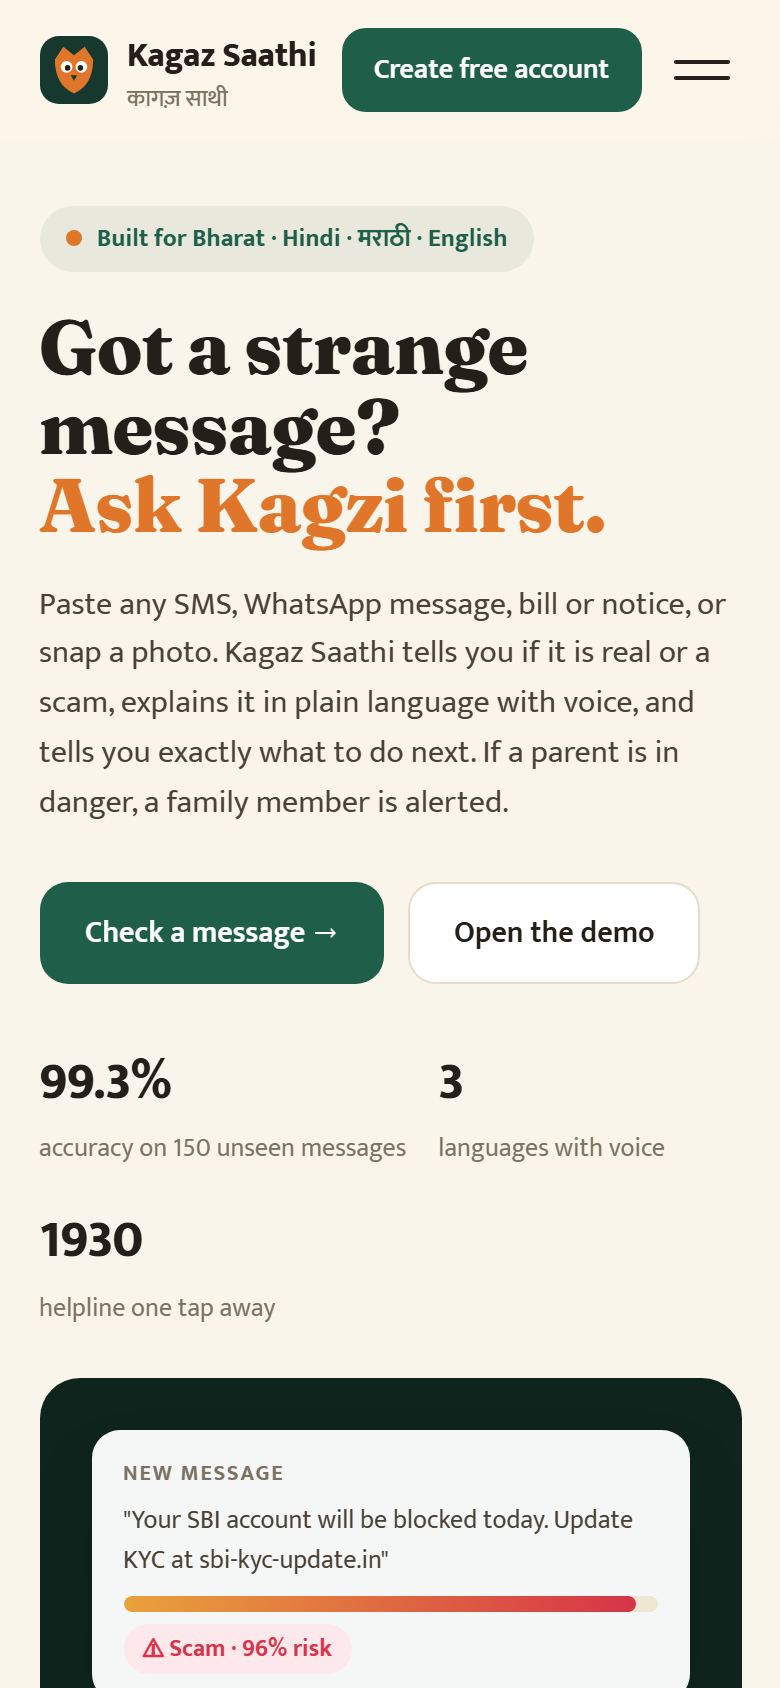 Kagaz Saathi
कागज़ साथी
Create free account
Built for Bharat · Hindi · मराठी · English
Got a strange
message?
Ask Kagzi first.
Paste any SMS, WhatsApp message, bill or notice, or
snap a photo. Kagaz Saathi tells you if it is real or a
scam, explains it in plain language with voice, and
tells you exactly what to do next. If a parent is in
danger, a family member is alerted.
Check a message →
Open the demo
99.3%
accuracy on 150 unseen messages
3
languages with voice
1930
helpline one tap away
NEW MESSAGE
"Your SBI account will be blocked today. Update
KYC at sbi-kyc-update.in"
⚠ Scam · 96% risk